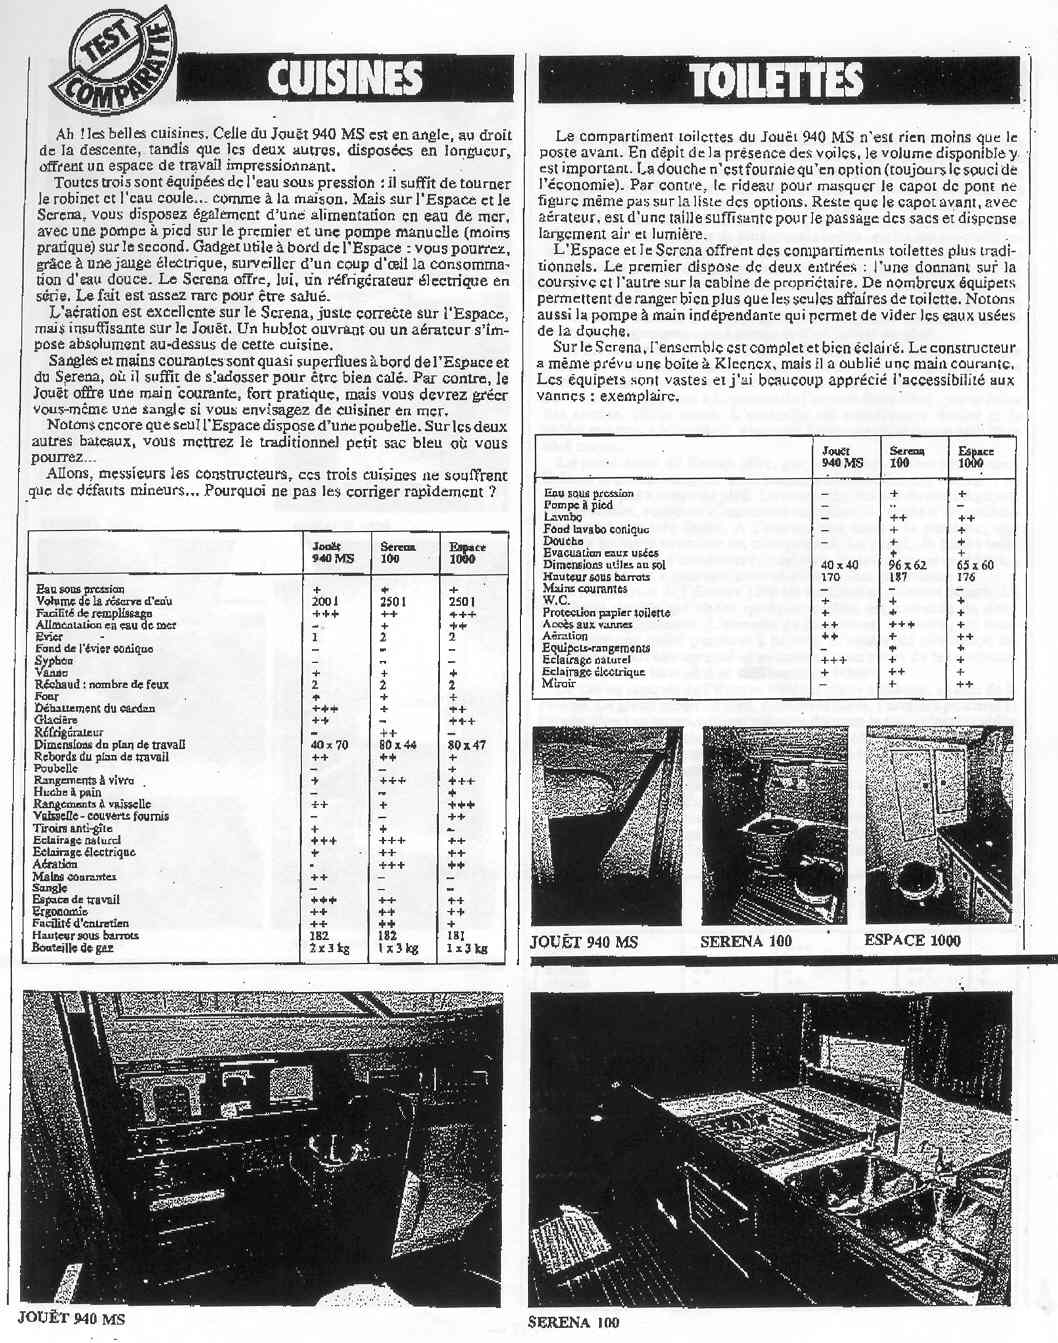 TEST
COMPARATIF
CUISINES
Ah ! les belles cuisines. Celle du Jouët 940 MS est en angle, au droit
de la descente, tandis que les deux autres, disposées en longueur,
offrent un espace de travail impressionnant.
Toutes trois sont équipées de l'eau sous pression : il suffit de tourner
le robinet et l'eau coule... comme à la maison. Mais sur l'Espace et le
Serena, vous disposez également d'une alimentation en eau de mer,
avec une pompe à pied sur le premier et une pompe manuelle (moins
pratique) sur le second. Gadget utile à bord de l'Espace : vous pourrez,
grâce à une jauge électrique, surveiller d'un coup d'œil la consomma-
tion d'eau douce. Le Serena offre, lui, un réfrigérateur électrique en
série. Le fait est assez rare pour être salué.
L'aération est excellente sur le Serena, juste correcte sur l'Espace,
mais insuffisante sur le Jouët. Un hublot ouvrant ou un aérateur s'im-
pose absolument au-dessus de cette cuisine.
Sangles et mains courantes sont quasi superflues à bord de l'Espace et
du Serena, où il suffit de s'adosser pour être bien calé. Par contre, le
Jouët offre une main courante, fort pratique, mais vous devrez gréer
vous-même une sangle si vous envisagez de cuisiner en mer.
Notons encore que seul l'Espace dispose d'une poubelle. Sur les deux
autres bateaux, vous mettrez le traditionnel petit sac bleu où vous
pourrez...
Allons, messieurs les constructeurs, ces trois cuisines ne souffrent
que de défauts mineurs... Pourquoi ne pas les corriger rapidement ?
Jouët 940 MS Serena 100 Espace 1000
Eau sous pression + + +
Volume de la réserve d'eau 200 l 250 l 250 l
Facilité de remplissage +++ ++ +++
Alimentation en eau de mer – + ++
Evier 1 2 2
Fond de l'évier conique – – –
Syphon – – –
Vanne + + +
Réchaud : nombre de feux 2 2 2
Four + + +
Débattement du cardan +++ + ++
Glacière ++ – +++
Réfrigérateur – ++ –
Dimensions du plan de travail 40 x 70 80 x 44 80 x 47
Rebords du plan de travail ++ ++ +
Poubelle – – +
Rangements à vivre + +++ +++
Huche à pain – – +
Rangements à vaisselle ++ + +++
Vaisselle - couverts fournis – – ++
Tiroirs anti-gîte + + –
Eclairage naturel +++ +++ ++
Eclairage électrique + ++ ++
Aération - +++ ++
Mains courantes ++ – –
Sangle – – –
Espace de travail +++ ++ ++
Ergonomie ++ ++ ++
Facilité d'entretien ++ ++ +
Hauteur sous barrots 182 182 181
Bouteille de gaz 2 x 3 kg 1 x 3 kg 1 x 3 kg
JOUËT 940 MS
TOILETTES
Le compartiment toilettes du Jouët 940 MS n'est rien moins que le
poste avant. En dépit de la présence des voiles, le volume disponible y
est important. La douche n'est fournie qu'en option (toujours le souci de
l'économie). Par contre, le rideau pour masquer le capot de pont ne
figure même pas sur la liste des options. Reste que le capot avant, avec
aérateur, est d'une taille suffisante pour le passage des sacs et dispense
largement air et lumière.
L'Espace et le Serena offrent des compartiments toilettes plus tradi-
tionnels. Le premier dispose de deux entrées : l'une donnant sur la
coursive et l'autre sur la cabine de propriétaire. De nombreux équipets
permettent de ranger bien plus que les seules affaires de toilette. Notons
aussi la pompe à main indépendante qui permet de vider les eaux usées
de la douche.
Sur le Serena, l'ensemble est complet et bien éclairé. Le constructeur
a même prévu une boite à Kleenex, mais il a oublié une main courante.
Les équipets sont vastes et j'ai beaucoup apprécié l'accessibilité aux
vannes : exemplaire.
Jouët 940 MS Serena 100 Espace 1000
Eau sous pression – + +
Pompe à pied – – –
Lavabo – ++ ++
Fond lavabo conique – + +
Douche – + +
Evacuation eaux usées – + +
Dimensions utiles au sol 40 x 40 96 x 62 65 x 60
Hauteur sous barrots 170 187 176
Mains courantes – – –
W.C. + + +
Protection papier toilette + + +
Accès aux vannes ++ +++ +
Aération ++ + ++
Equipets-rangements – + +
Eclairage naturel +++ + +
Eclairage électrique + ++ +
Miroir – + ++
JOUËT 940 MS SERENA 100 ESPACE 1000
SERENA 100